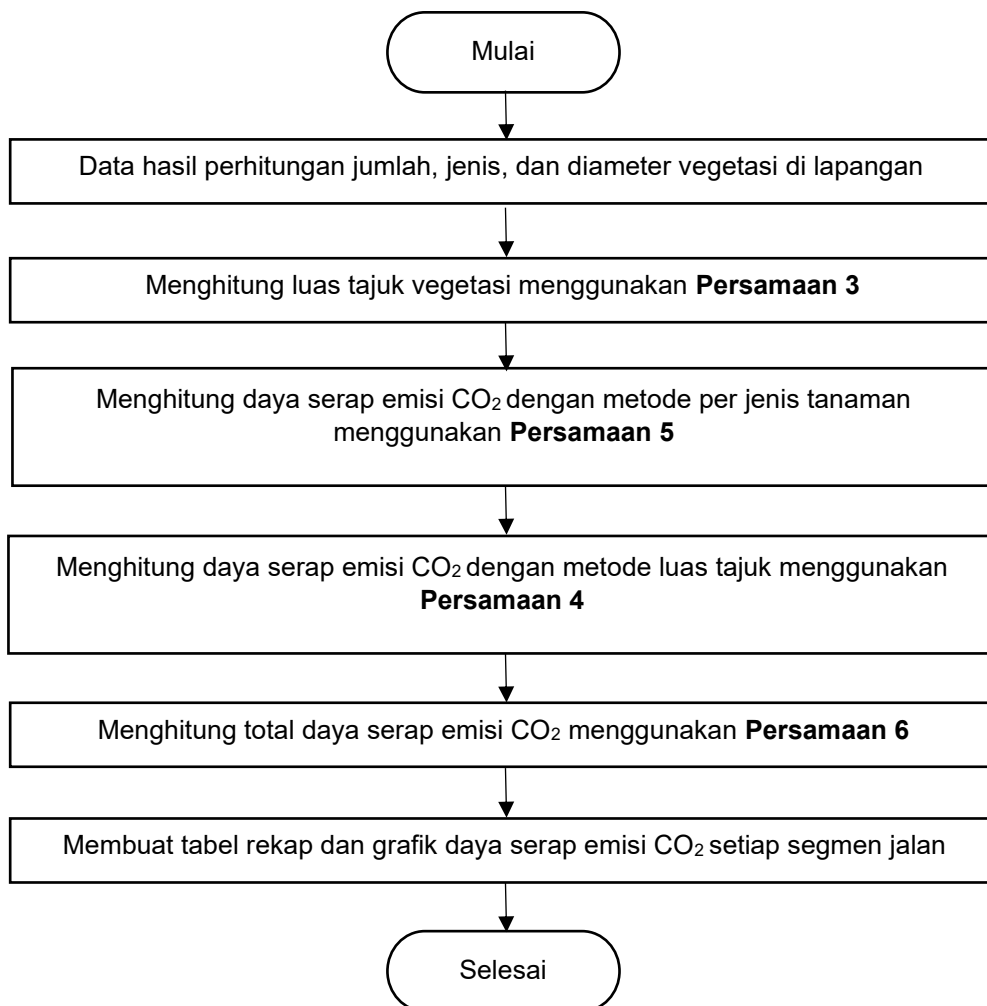 Mulai
Data hasil perhitungan jumlah, jenis, dan diameter vegetasi di lapangan
Menghitung luas tajuk vegetasi menggunakan Persamaan 3
Menghitung daya serap emisi CO₂ dengan metode per jenis tanaman
menggunakan Persamaan 5
Menghitung daya serap emisi CO₂ dengan metode luas tajuk menggunakan
Persamaan 4
Menghitung total daya serap emisi CO₂ menggunakan Persamaan 6
Membuat tabel rekap dan grafik daya serap emisi CO₂ setiap segmen jalan
Selesai